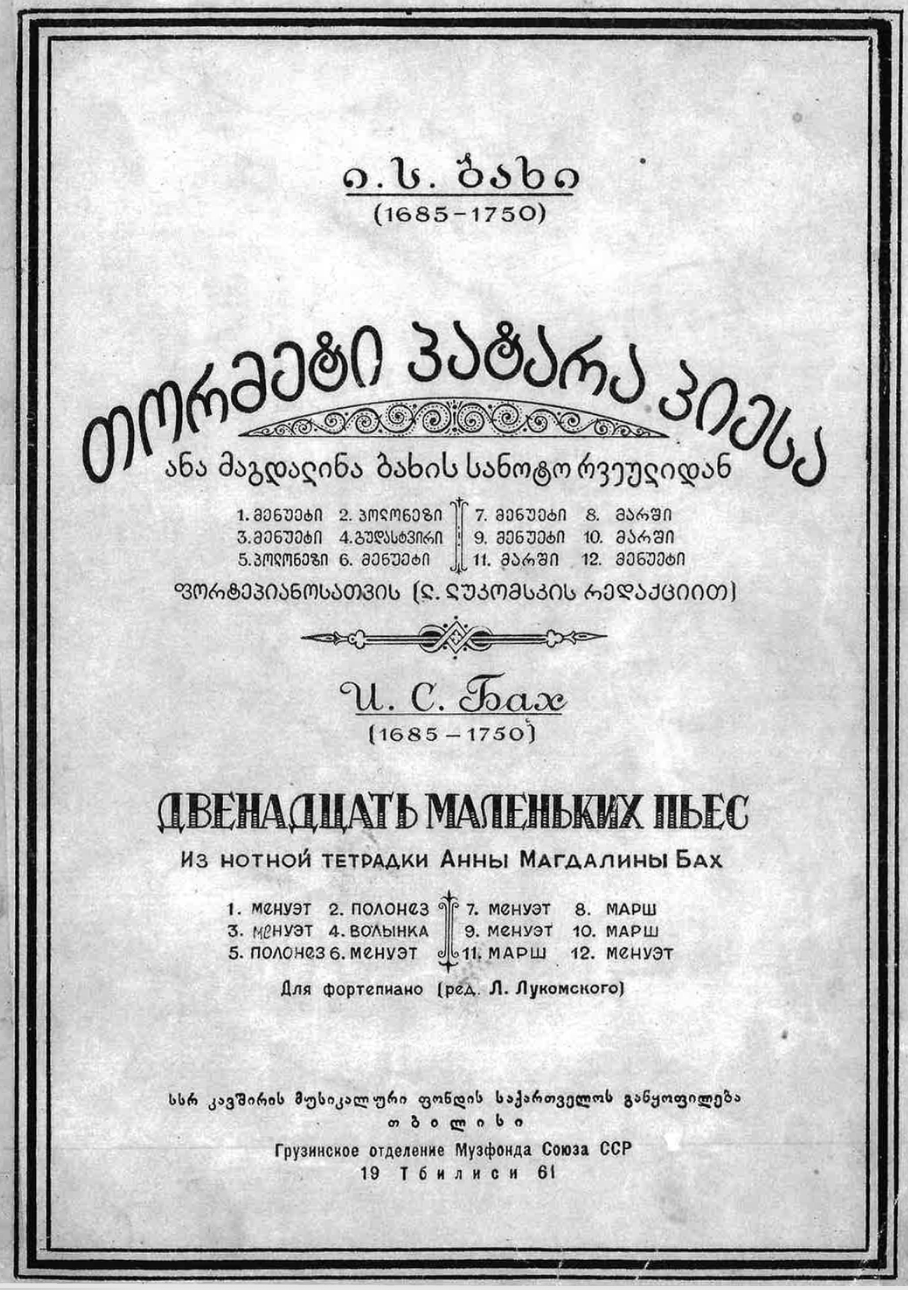 ი. ს. ბახი
(1685-1750)
თორმეტი პატარა პიესა
ანა მაგდალინა ბახის სანოტო რვეულიდან
1. მენუეტი 2. პოლონეზი 7. მენუეტი 8. მარში
3. მენუეტი 4. გუდასტვირი 9. მენუეტი 10. მარში
5. პოლონეზი 6. მენუეტი 11. მარში 12. მენუეტი
ფორტეპიანოსათვის (ლ. ლუკომსკის რედაქციით)
И. С. Бах
(1685 – 1750)
ДВЕНАДЦАТЬ МАЛЕНЬКИХ ПЬЕС
Из нотной тетрадки Анны Магдалины Бах
1. менуэт 2. полонез 7. менуэт 8. марш
3. менуэт 4. волынка 9. менуэт 10. марш
5. полонез 6. менуэт 11. марш 12. менуэт
Для фортепиано (ред. Л. Лукомского)
სსრ კავშირის მუსიკალური ფონდის საქართველოს განყოფილება
თბილისი
Грузинское отделение Музфонда Союза ССР
19 Тбилиси 61